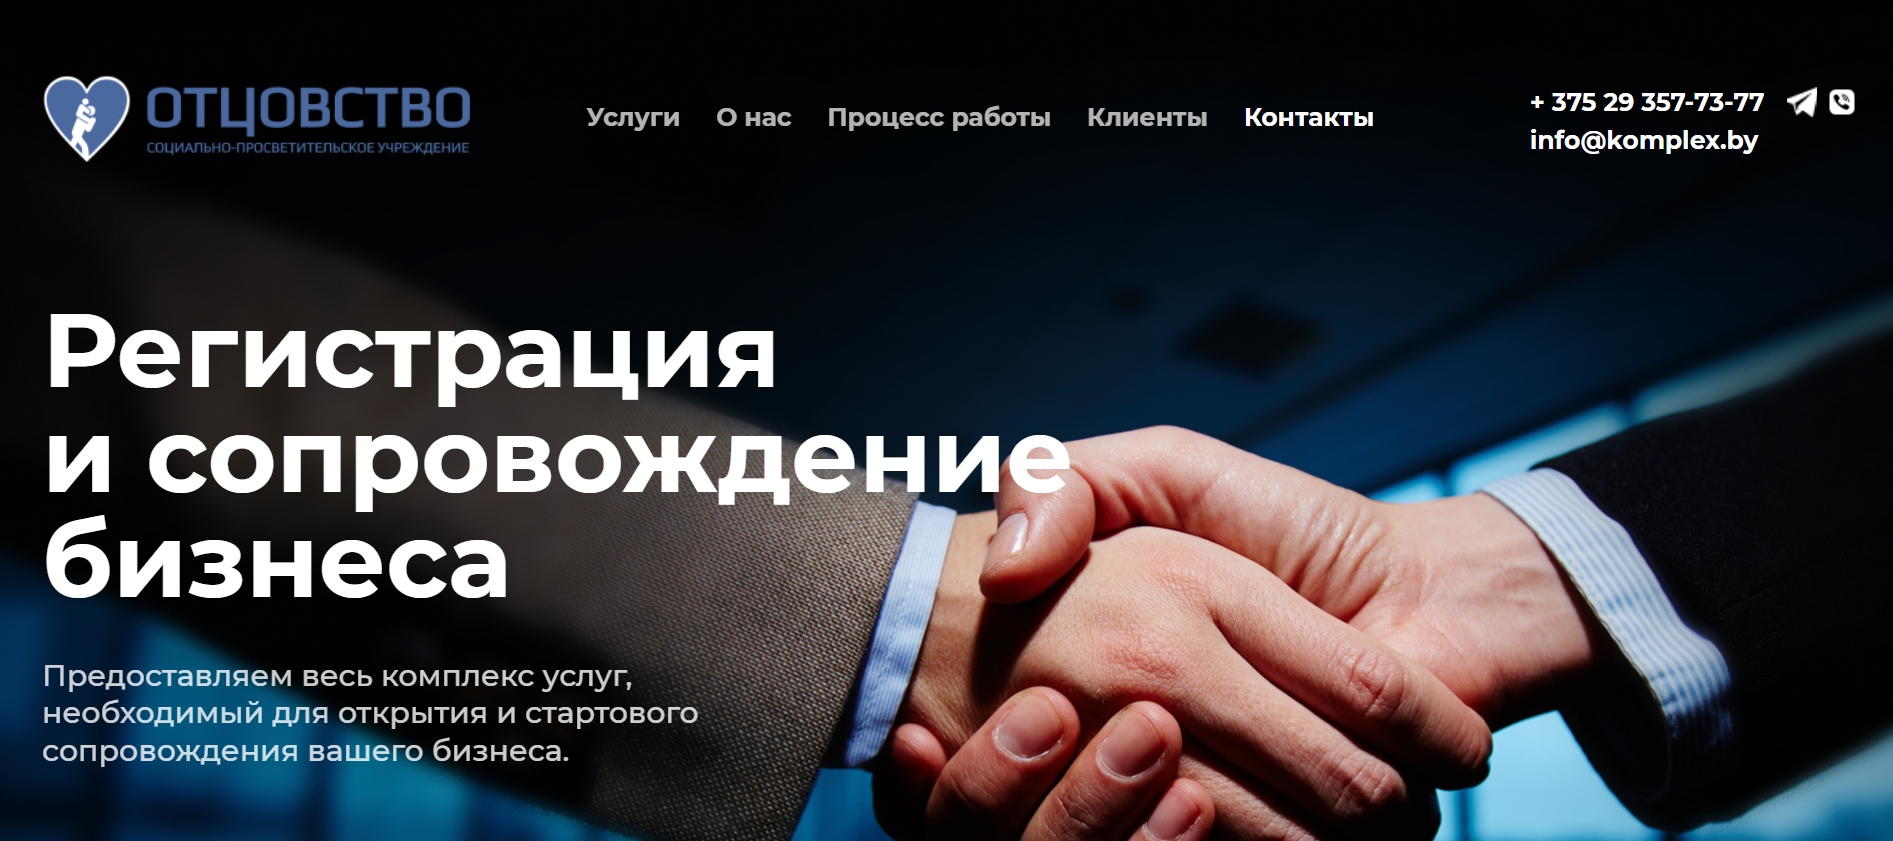 ОТЦОВСТВО
СОЦИАЛЬНО-ПРОСВЕТИТЕЛЬСКОЕ УЧРЕЖДЕНИЕ
Услуги О нас Процесс работы Клиенты Контакты
+ 375 29 357-73-77
info@komplex.by
Регистрация
и сопровождение
бизнеса
Предоставляем весь комплекс услуг,
необходимый для открытия и стартового
сопровождения вашего бизнеса.